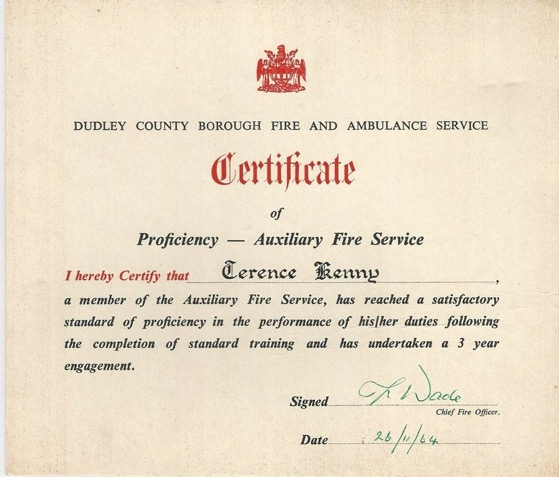 DUDLEY COUNTY BOROUGH FIRE AND AMBULANCE SERVICE
Certificate
of
Proficiency — Auxiliary Fire Service
I hereby Certify that Terence Kenny,
a member of the Auxiliary Fire Service, has reached a satisfactory
standard of proficiency in the performance of his/her duties following
the completion of standard training and has undertaken a 3 year
engagement.
Signed Wade
Chief Fire Officer.
Date 26/11/64